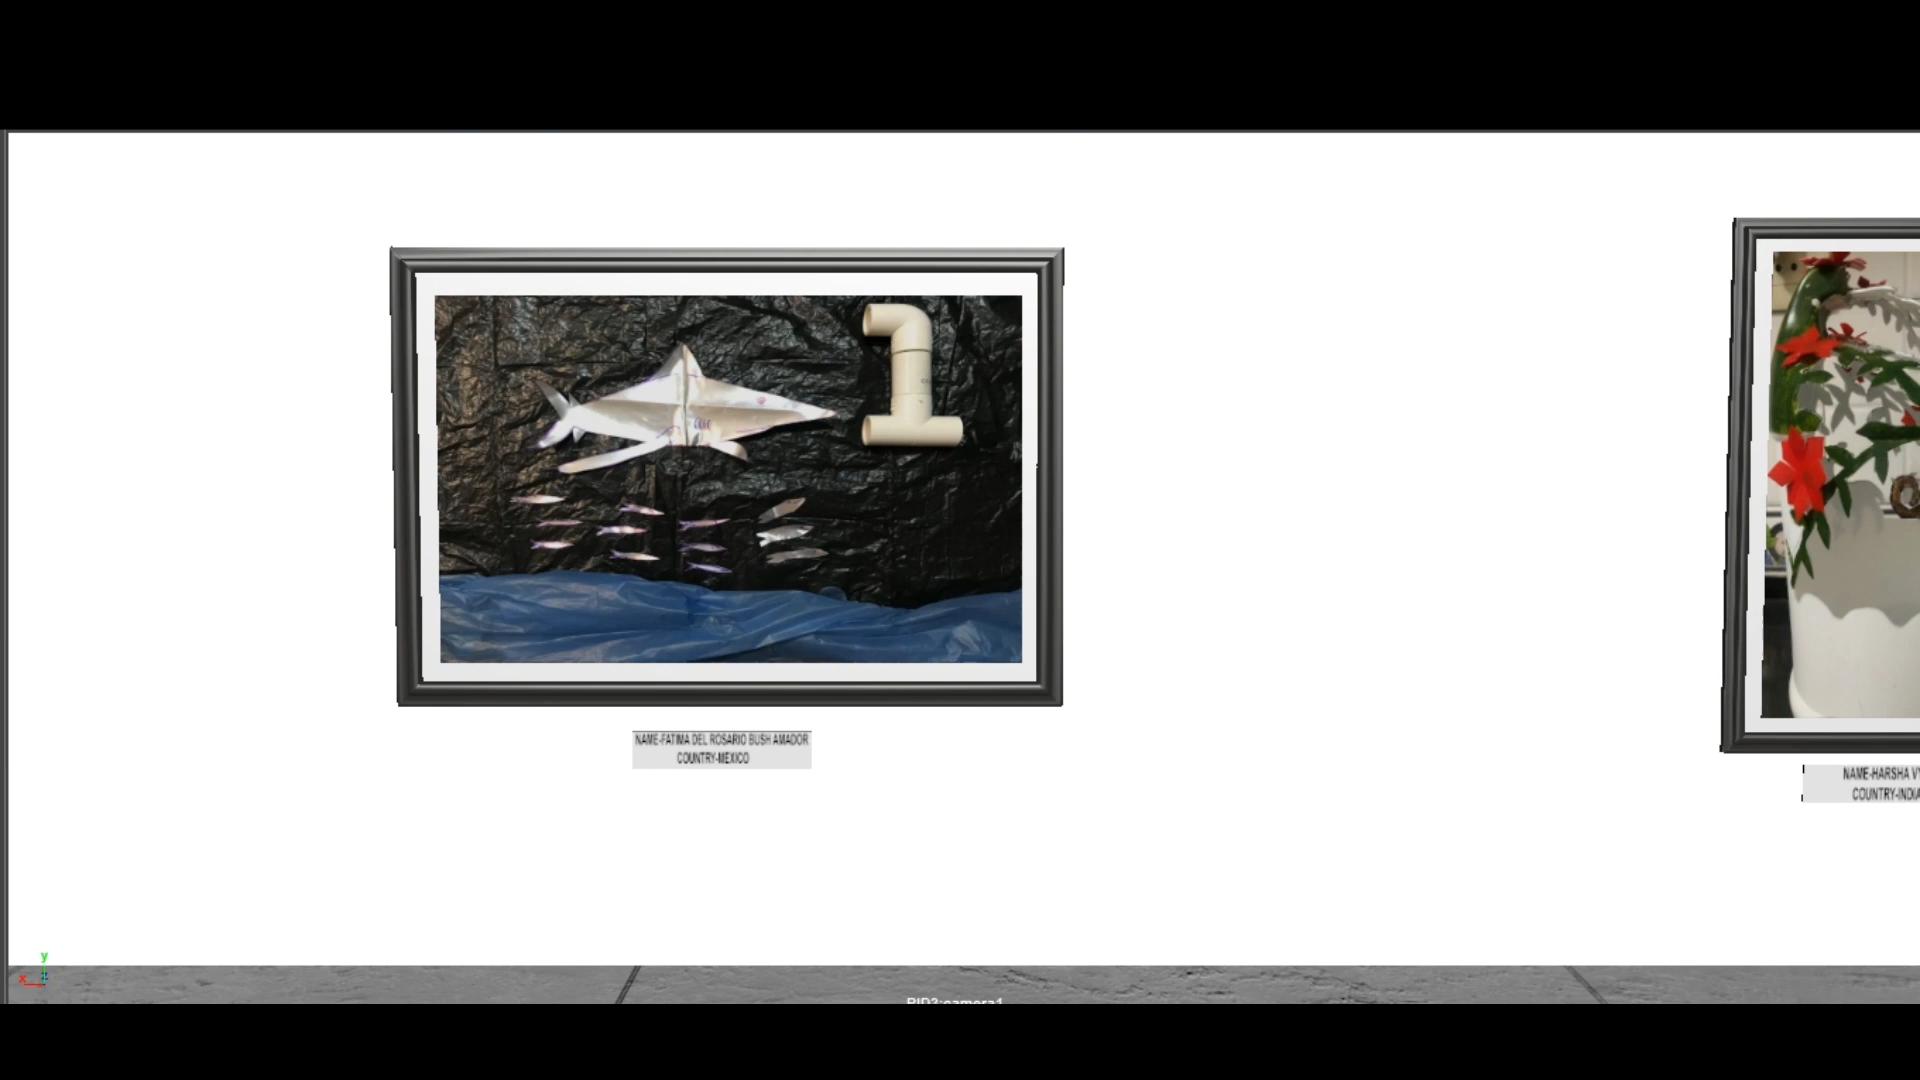 NAME-FATIMA DEL ROSARIO BUSH AMADOR
COUNTRY-MEXICO
NAME-HARSHA
COUNTRY-INDIA
y
x